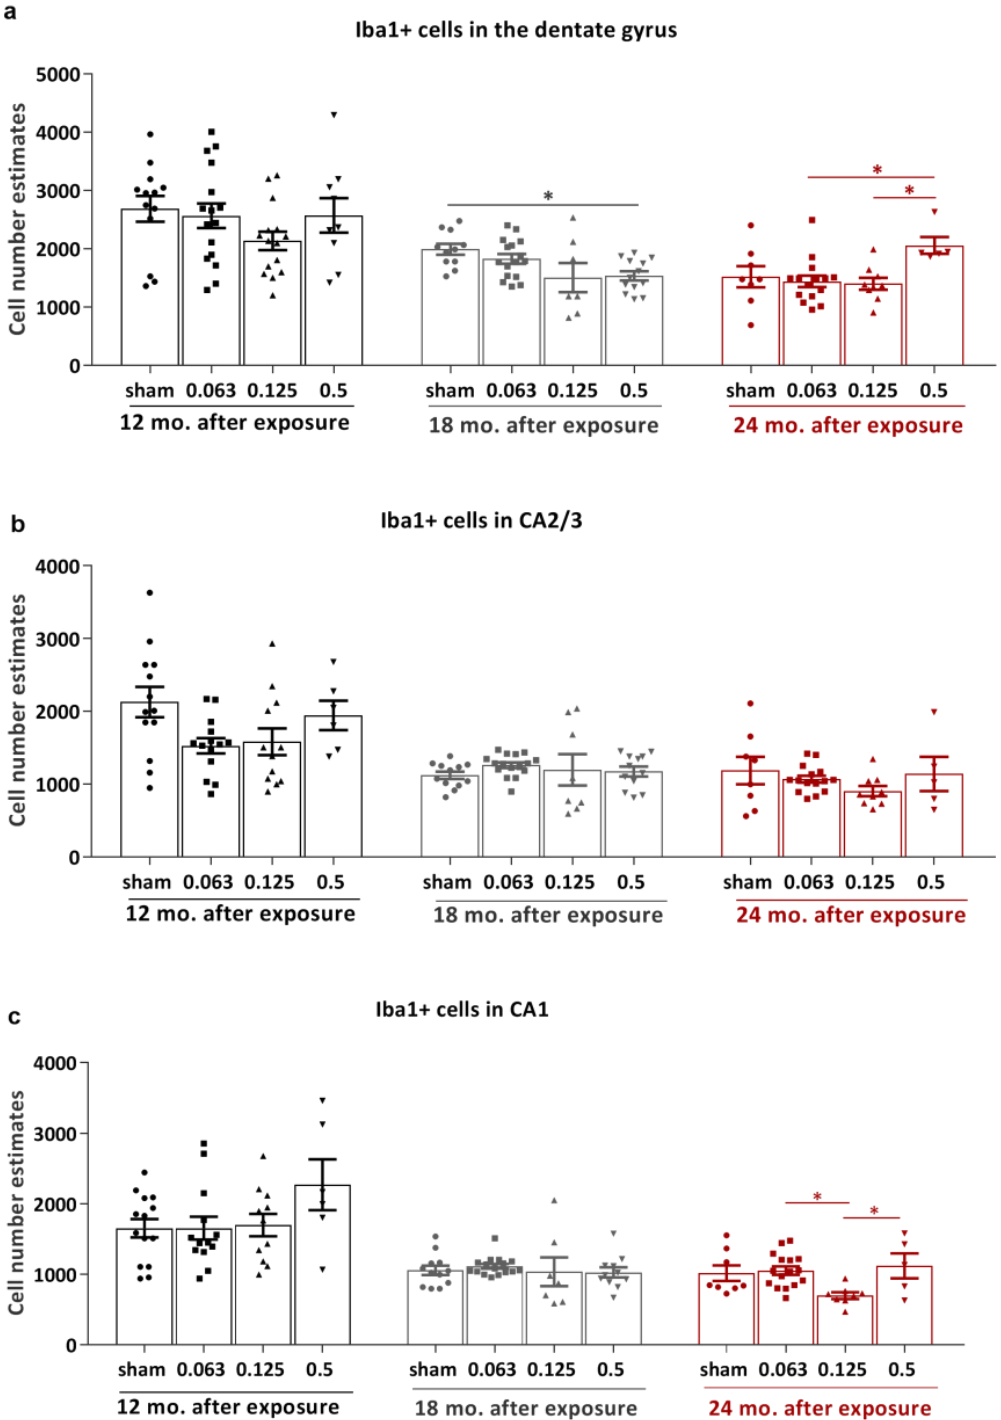 a
Iba1+ cells in the dentate gyrus
Cell number estimates
5000
4000
3000
2000
1000
0
*
*
*
sham 0.063 0.125 0.5
sham 0.063 0.125 0.5
sham 0.063 0.125 0.5
12 mo. after exposure
18 mo. after exposure
24 mo. after exposure
b
Iba1+ cells in CA2/3
Cell number estimates
4000
3000
2000
1000
0
sham 0.063 0.125 0.5
sham 0.063 0.125 0.5
sham 0.063 0.125 0.5
12 mo. after exposure
18 mo. after exposure
24 mo. after exposure
c
Iba1+ cells in CA1
Cell number estimates
4000
3000
2000
1000
0
*
*
sham 0.063 0.125 0.5
sham 0.063 0.125 0.5
sham 0.063 0.125 0.5
12 mo. after exposure
18 mo. after exposure
24 mo. after exposure